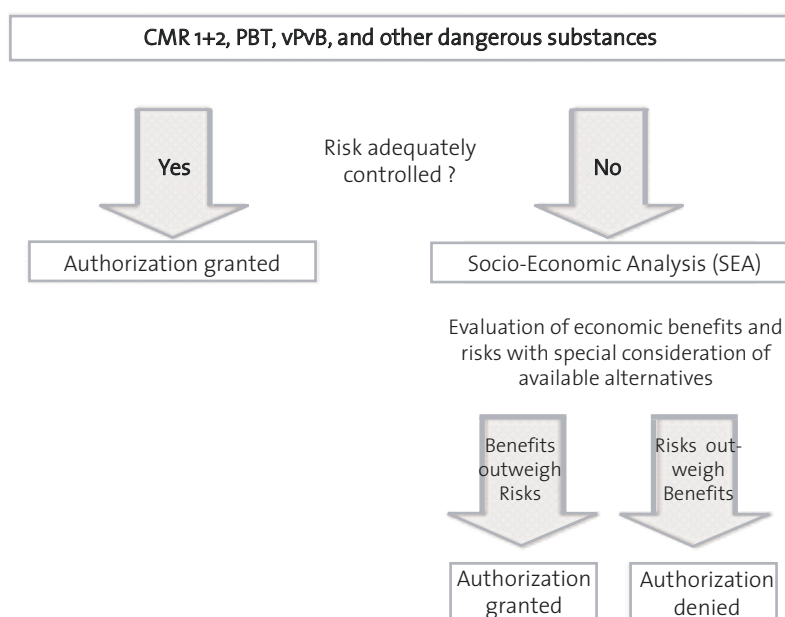 CMR 1+2, PBT, vPvB, and other dangerous substances
Yes
Risk adequately
controlled ?
No
Authorization granted
Socio-Economic Analysis (SEA)
Evaluation of economic benefits and
risks with special consideration of
available alternatives
Benefits
outweigh
Risks
Risks out-
weigh
Benefits
Authorization
granted
Authorization
denied